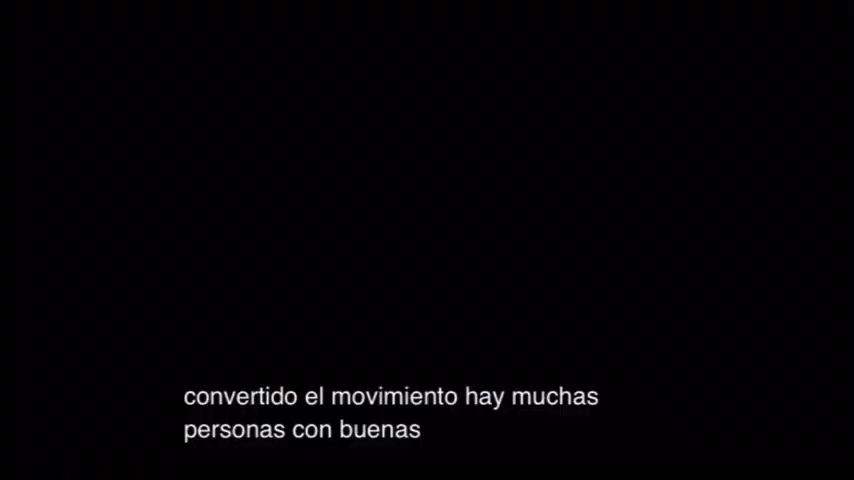 convertido el movimiento hay muchas
personas con buenas